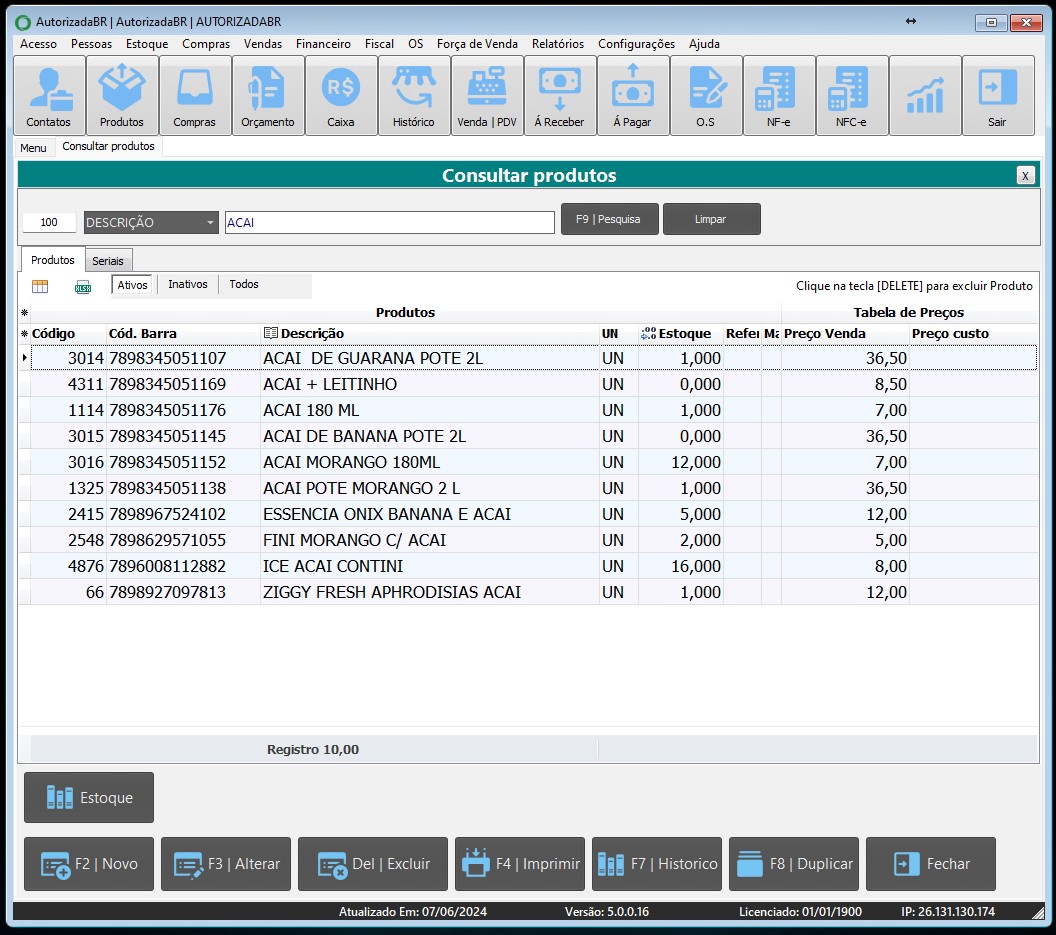 AutorizadaBR | AutorizadaBR | AUTORIZADABR
Acesso Pessoas Estoque Compras Vendas Financeiro Fiscal OS Força de Venda Relatórios Configurações Ajuda
R$
Contatos Produtos Compras Orçamento Caixa Histórico Venda | PDV Á Receber Á Pagar O.S NF-e NFC-e Sair
Menu Consultar produtos
Consultar produtos X
100 DESCRIÇÃO ACAI F9 | Pesquisa Limpar
Produtos Seriais
XLSX Ativos Inativos Todos Clique na tecla [DELETE] para excluir Produto
Produtos Tabela de Preços
Código Cód. Barra Descrição UN Estoque Refer Ma Preço Venda Preço custo
3014 7898345051107 ACAI  DE GUARANA POTE 2L UN 1,000 36,50
4311 7898345051169 ACAI + LEITINHO UN 0,000 8,50
1114 7898345051176 ACAI 180 ML UN 1,000 7,00
3015 7898345051145 ACAI DE BANANA POTE 2L UN 0,000 36,50
3016 7898345051152 ACAI MORANGO 180ML UN 12,000 7,00
1325 7898345051138 ACAI POTE MORANGO 2 L UN 1,000 36,50
2415 7898967524102 ESSENCIA ONIX BANANA E ACAI UN 5,000 12,00
2548 7898629571055 FINI MORANGO C/ ACAI UN 2,000 5,00
4876 7896008112882 ICE ACAI CONTINI UN 16,000 8,00
66 7898927097813 ZIGGY FRESH APHRODISIAS ACAI UN 1,000 12,00
Registro 10,00
Estoque
F2 | Novo F3 | Alterar Del | Excluir F4 | Imprimir F7 | Historico F8 | Duplicar Fechar
Atualizado Em: 07/06/2024 Versão: 5.0.0.16 Licenciado: 01/01/1900 IP: 26.131.130.174